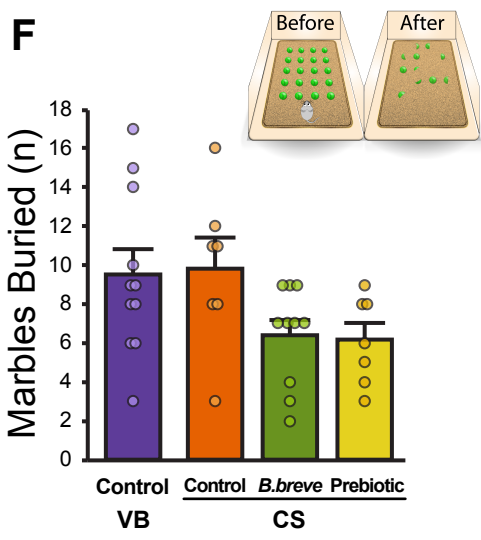 F
Before After
Marbles Buried (n)
18
16
14
12
10
8
6
4
2
0
Control Control B.breve Prebiotic
VB CS